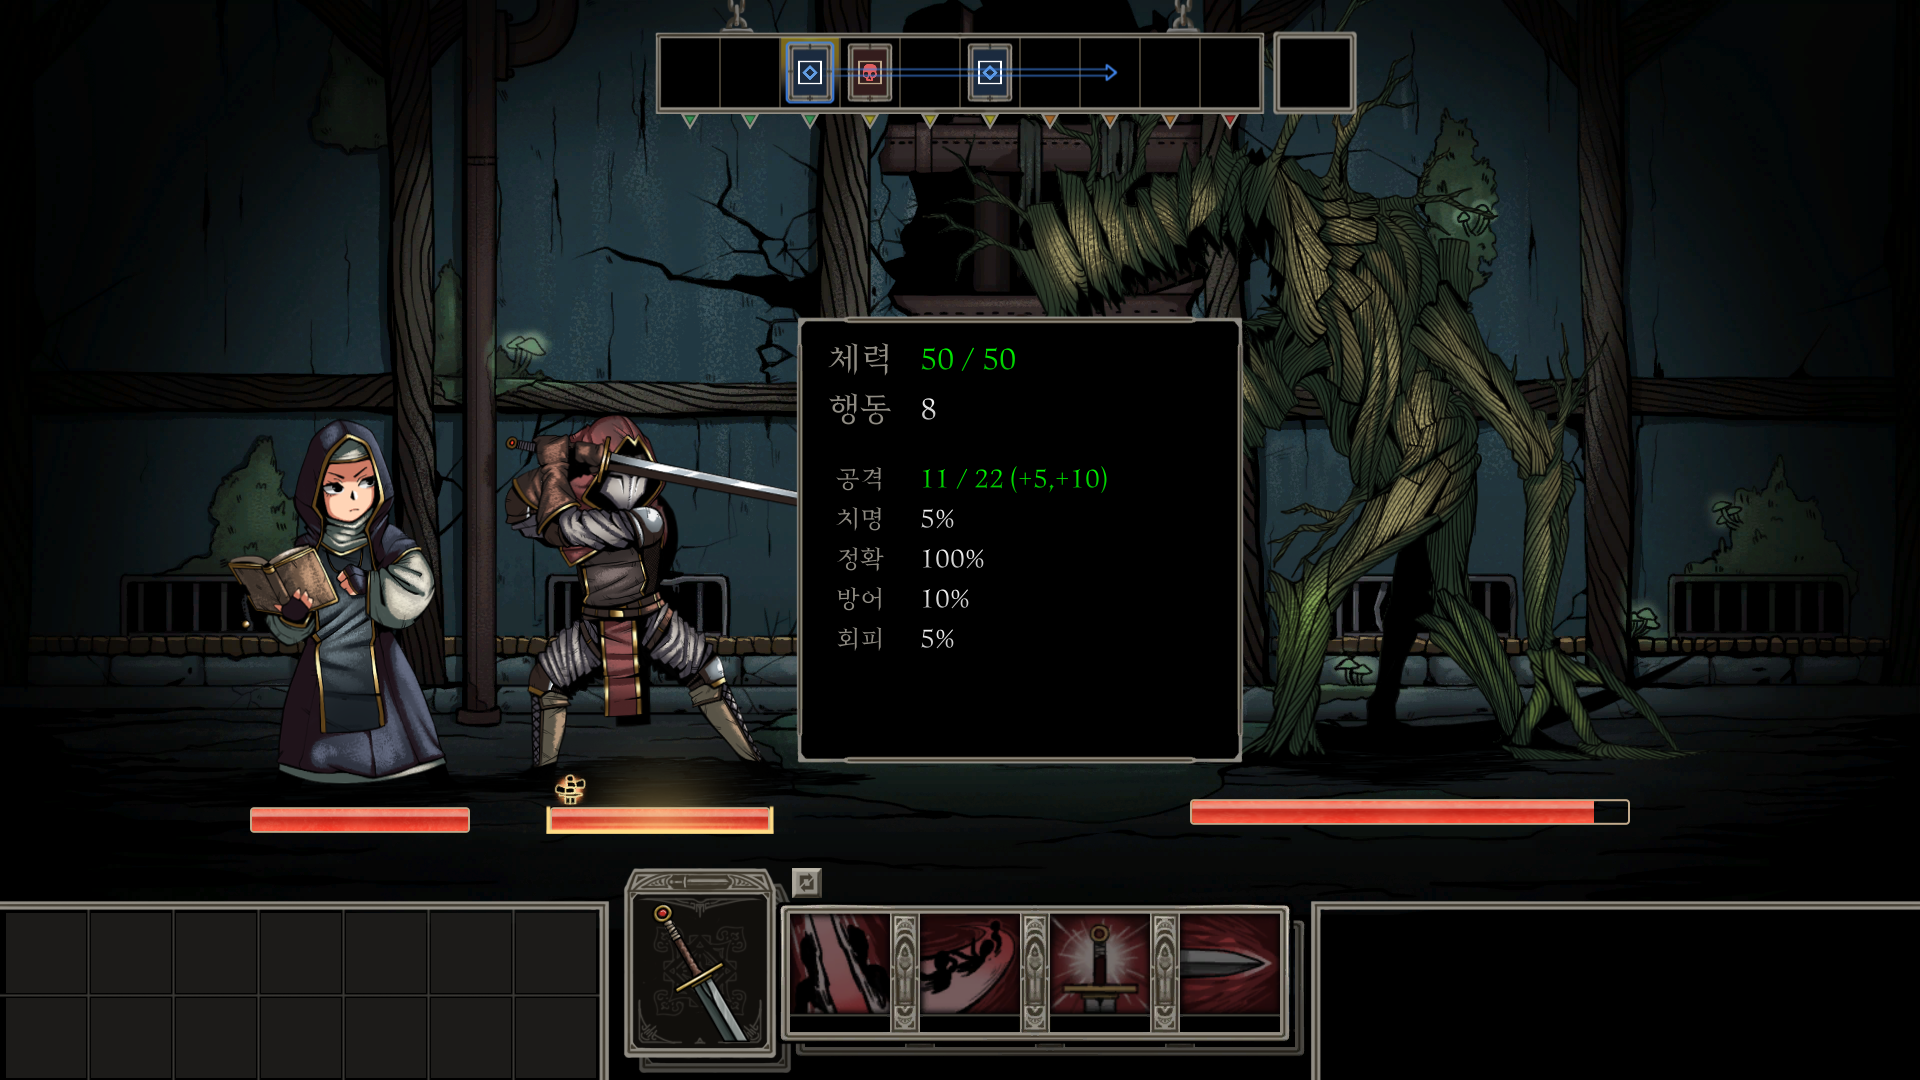 체력 50 / 50
행동 8
공격 11 / 22 (+5,+10)
치명 5%
정확 100%
방어 10%
회피 5%